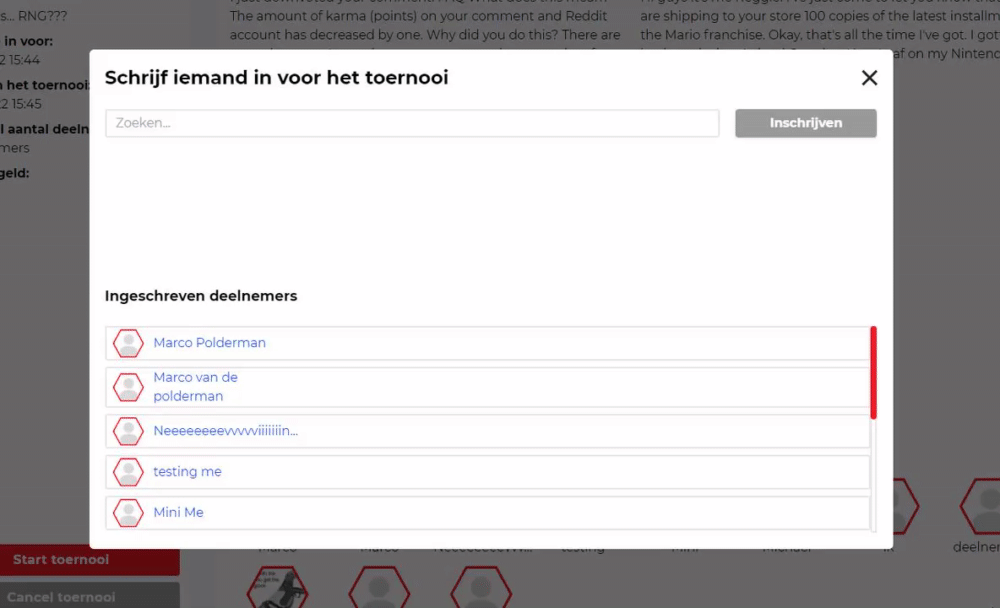 s... RNG???
in voor:
15:44
het toernooi:
15:45
aantal deeln
mers
geld:
The amount of karma (points) on your comment and Reddit
account has decreased by one. Why did you do this? There are
are shipping to your store 100 copies of the latest installm
the Mario franchise. Okay, that's all the time I've got. I got
af on my Nintend
Schrijf iemand in voor het toernooi
Zoeken...
Inschrijven
Ingeschreven deelnemers
Marco Polderman
Marco van de
polderman
Neeeeeeeevvvvviiiiiiin...
testing me
Mini Me
deelner
Start toernooi
Cancel toernooi